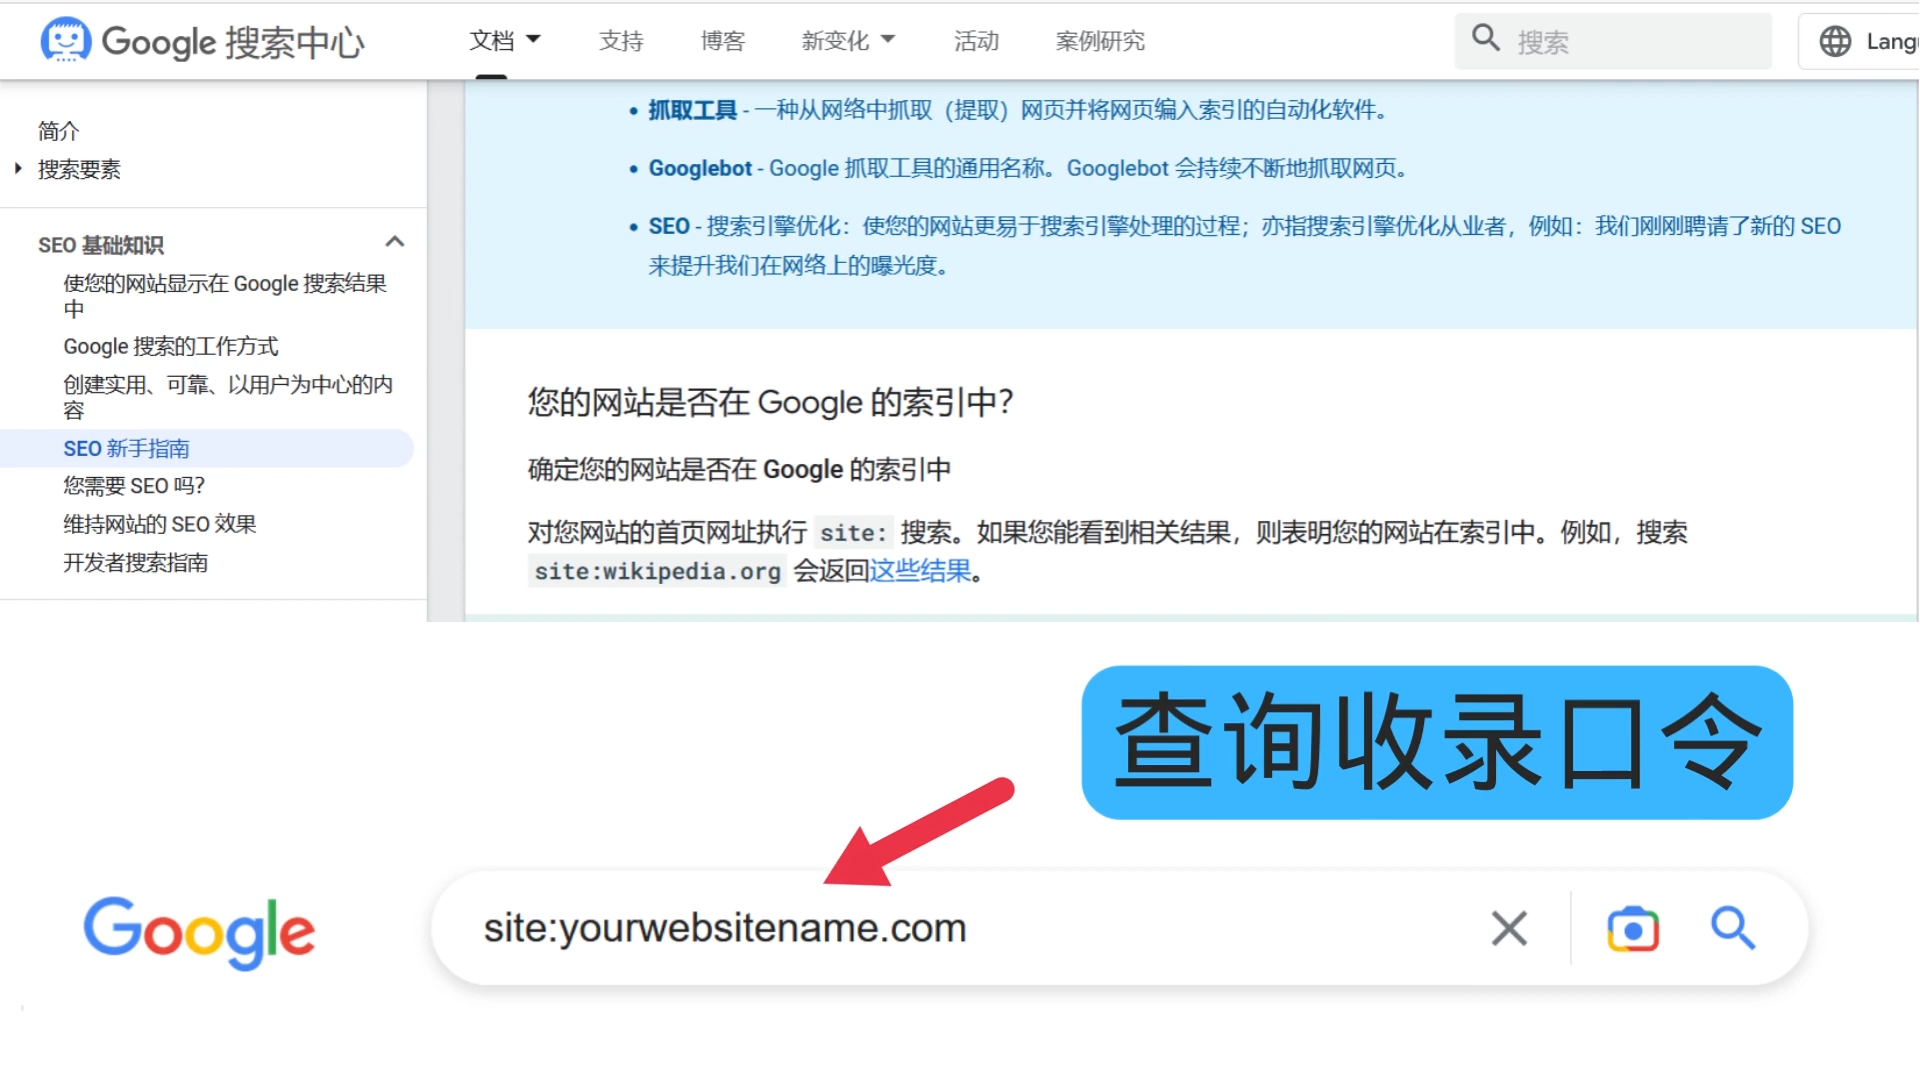 Google 搜索中心
文档
支持
博客
新变化
活动
案例研究
搜索
简介
搜索要素
SEO 基础知识
使您的网站显示在 Google 搜索结果
中
Google 搜索的工作方式
创建实用、可靠、以用户为中心的内
容
SEO 新手指南
您需要 SEO 吗?
维持网站的 SEO 效果
开发者搜索指南
• 抓取工具 - 一种从网络中抓取（提取）网页并将网页编入索引的自动化软件。
• Googlebot - Google 抓取工具的通用名称。Googlebot 会持续不断地抓取网页。
• SEO - 搜索引擎优化：使您的网站更易于搜索引擎处理的过程；亦指搜索引擎优化从业者，例如：我们刚刚聘请了新的 SEO
来提升我们在网络上的曝光度。
您的网站是否在 Google 的索引中?
确定您的网站是否在 Google 的索引中
对您网站的首页网址执行 site: 搜索。如果您能看到相关结果，则表明您的网站在索引中。例如，搜索
site:wikipedia.org 会返回这些结果。
查询收录口令
Google
site:yourwebsitename.com